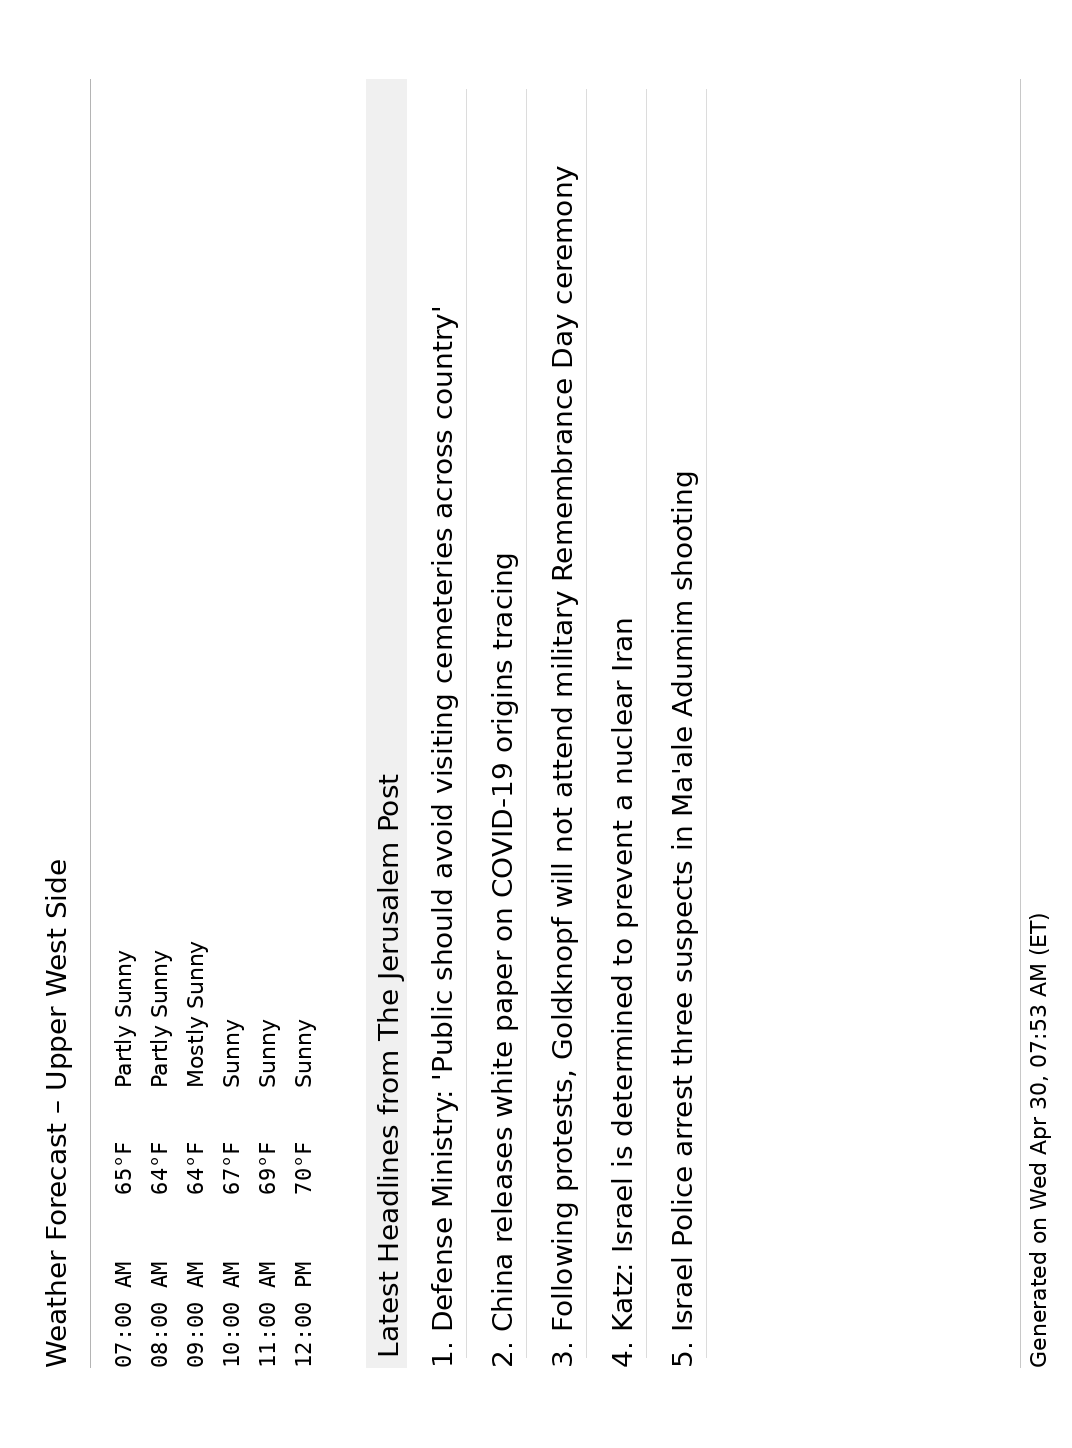 Weather Forecast – Upper West Side
07:00 AM 65°F Partly Sunny
08:00 AM 64°F Partly Sunny
09:00 AM 64°F Mostly Sunny
10:00 AM 67°F Sunny
11:00 AM 69°F Sunny
12:00 PM 70°F Sunny
Latest Headlines from The Jerusalem Post
1. Defense Ministry: 'Public should avoid visiting cemeteries across country'
2. China releases white paper on COVID-19 origins tracing
3. Following protests, Goldknopf will not attend military Remembrance Day ceremony
4. Katz: Israel is determined to prevent a nuclear Iran
5. Israel Police arrest three suspects in Ma'ale Adumim shooting
Generated on Wed Apr 30, 07:53 AM (ET)